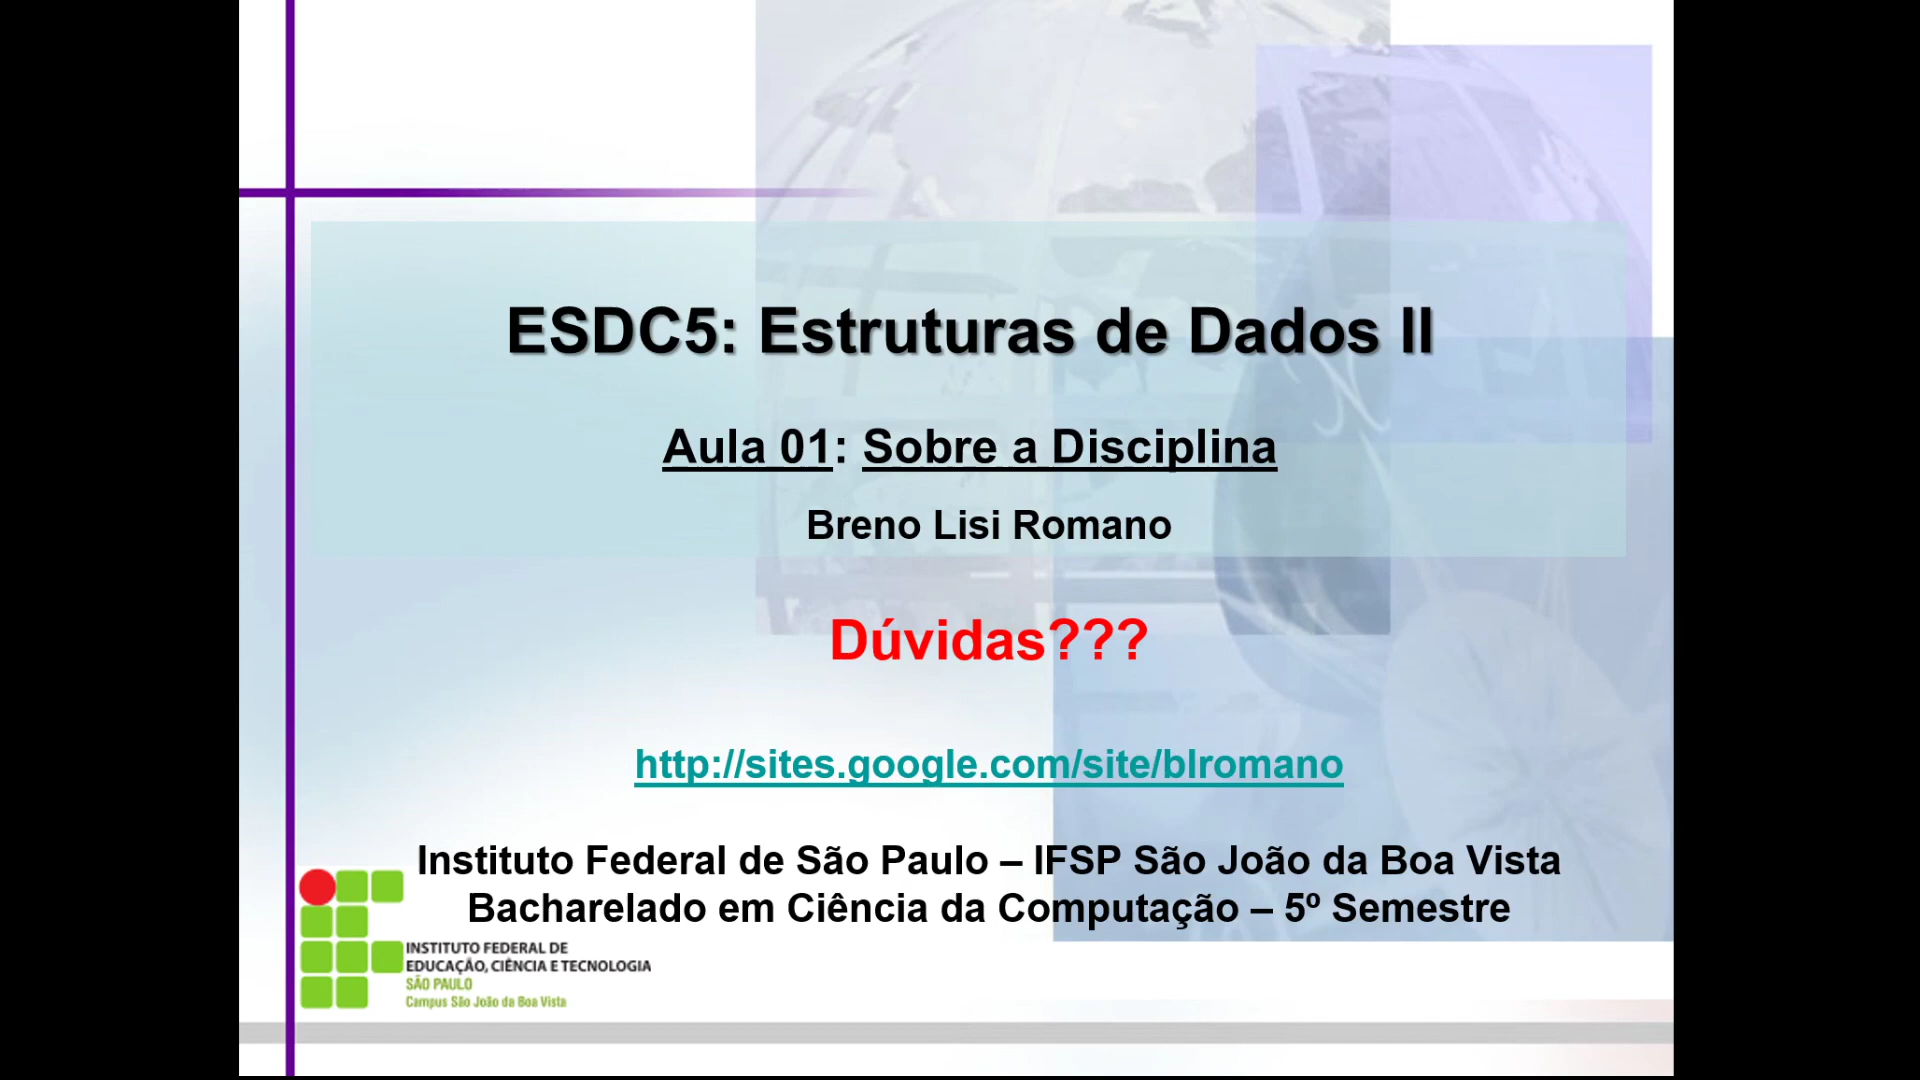 ESDC5: Estruturas de Dados II
Aula 01: Sobre a Disciplina
Breno Lisi Romano
Dúvidas???
http://sites.google.com/site/blromano
Instituto Federal de São Paulo – IFSP São João da Boa Vista
Bacharelado em Ciência da Computação – 5º Semestre
INSTITUTO FEDERAL DE
EDUCAÇÃO, CIÊNCIA E TECNOLOGIA
SÃO PAULO
Campus São João da Boa Vista